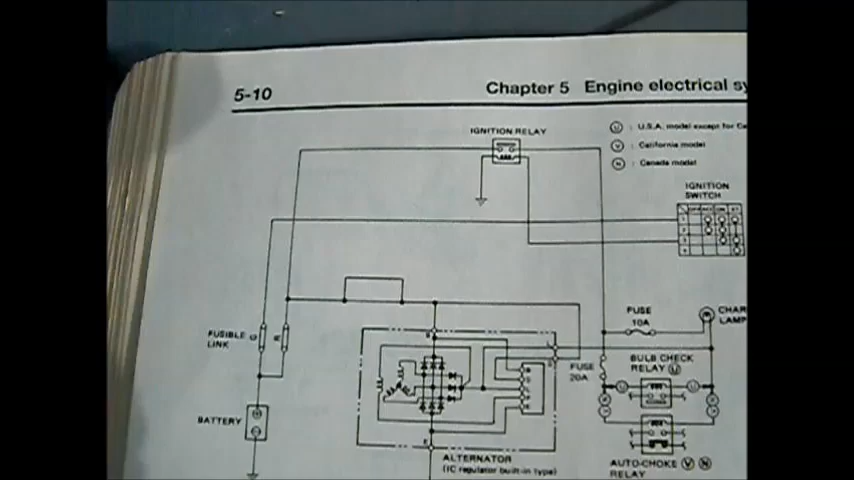 5-10
Chapter 5 Engine electrical sy
IGNITION RELAY
U : U.S.A. model except for Ca
V : California model
N : Canada model
IGNITION
SWITCH
FUSE
10A
CHAR
LAMP
FUSIBLE
LINK
G
R
FUSE
20A
BULB CHECK
RELAY U
BATTERY
ALTERNATOR
(IC regulator built-in type)
AUTO-CHOKE V N
RELAY